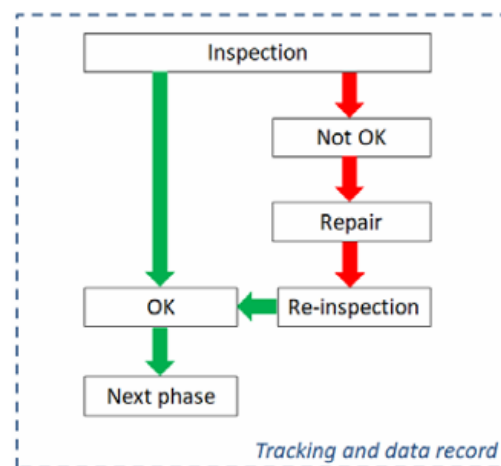 Inspection
Not OK
Repair
OK
Re-inspection
Next phase
Tracking and data record